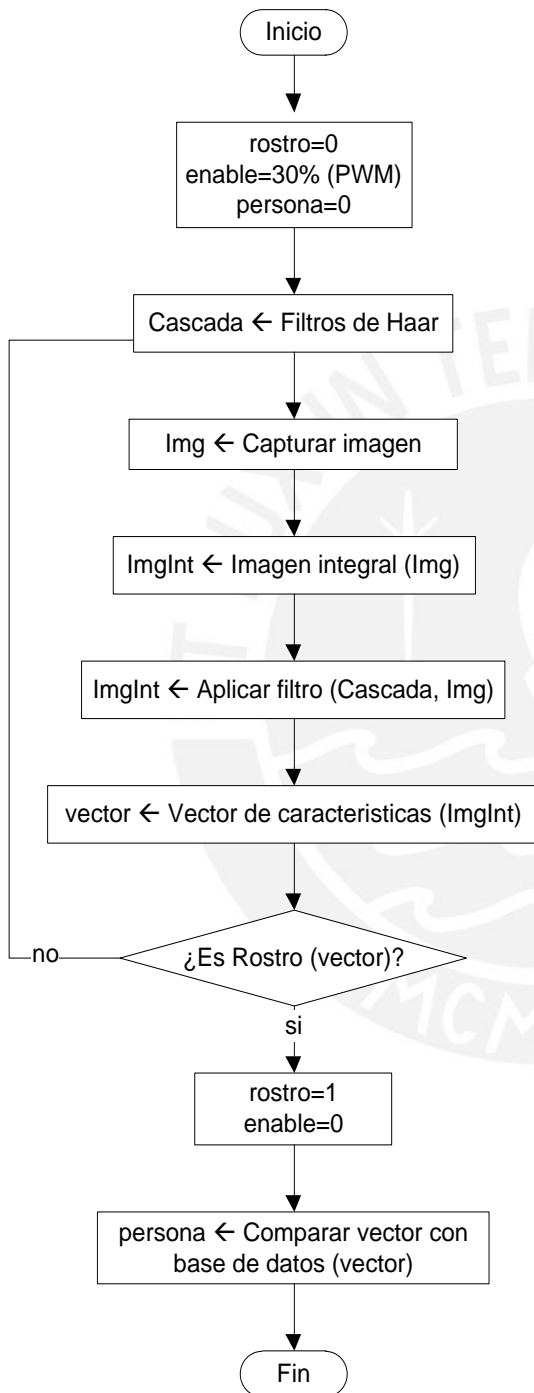 Inicio
rostro=0
enable=30% (PWM)
persona=0
Cascada ← Filtros de Haar
Img ← Capturar imagen
ImgInt ← Imagen integral (Img)
ImgInt ← Aplicar filtro (Cascada, Img)
vector ← Vector de caracteristicas (ImgInt)
¿Es Rostro (vector)?
no
si
rostro=1
enable=0
persona ← Comparar vector con
base de datos (vector)
Fin